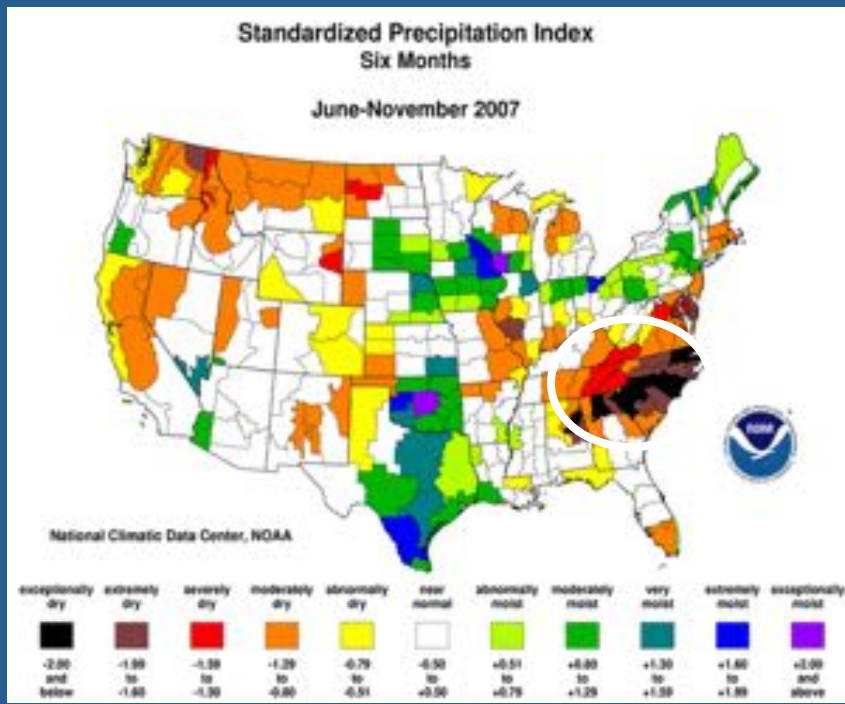 Standardized Precipitation Index
Six Months
June-November 2007
NOAA
National Climatic Data Center, NOAA
exceptionally extremely severely moderately abnormally near abnormally moderately very extremely exceptionally
dry dry dry dry dry normal moist moist moist moist moist
-2.00 -1.99 -1.59 -1.29 -0.79 -0.50 +0.51 +0.80 +1.30 +1.60 +2.00
and to to to to to to to to to and
below -1.60 -1.30 -0.80 -0.51 +0.50 +0.79 +1.29 +1.59 +1.99 above